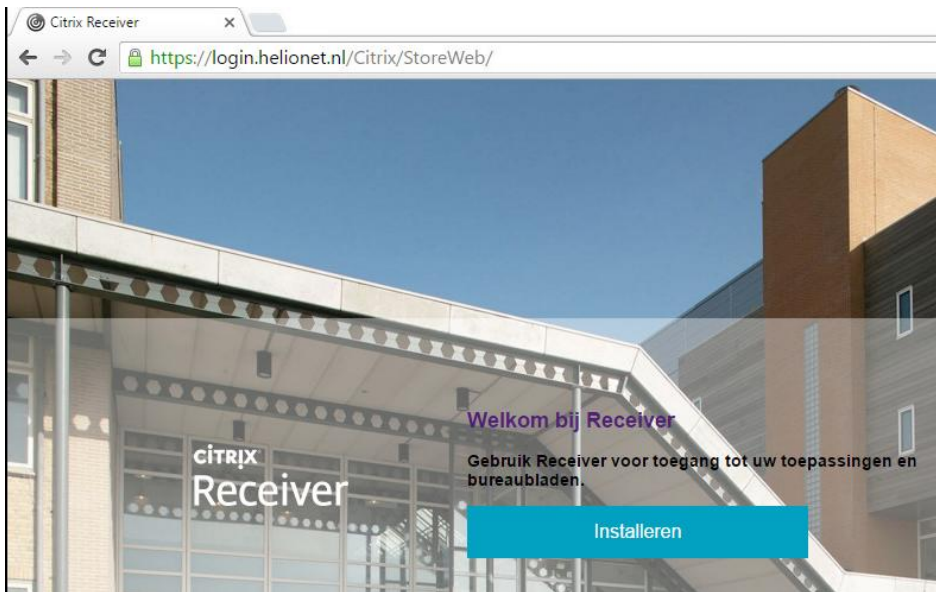 Citrix Receiver
https://login.helionet.nl/Citrix/StoreWeb/
Welkom bij Receiver
Gebruik Receiver voor toegang tot uw toepassingen en
bureaubladen.
CITRIX
Receiver
Installeren